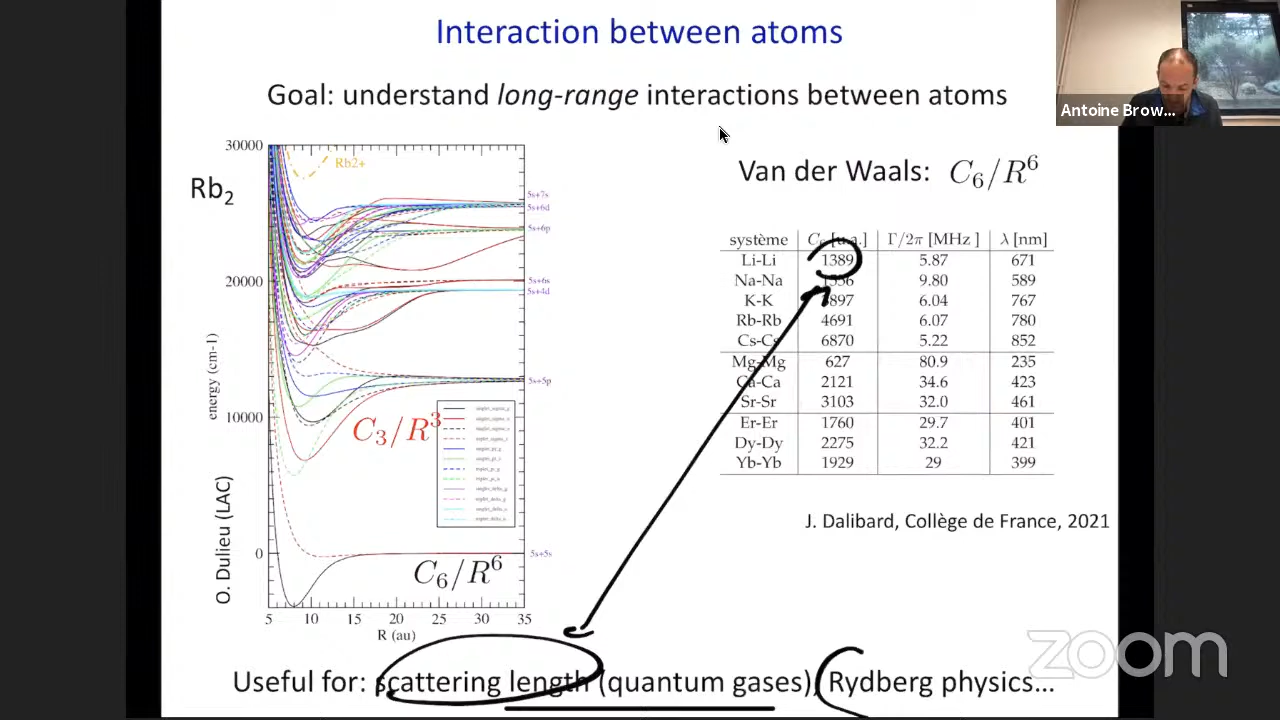 Interaction between atoms
Goal: understand long-range interactions between atoms
Antoine Brow...
Rb2
30000
20000
10000
0
energy (cm-1)
5 10 15 20 25 30 35
R (au)
Rb2+
5s+7s
5s+6d
5s+6p
5s+6s
5s+4d
5s+5p
5s+5s
C3/R3
C6/R6
O. Dulieu (LAC)
Van der Waals: C6/R6
système [u.a.] Γ/2π [MHz ] λ [nm]
Li-Li 1389 5.87 671
Na-Na 1556 9.80 589
K-K 3897 6.04 767
Rb-Rb 4691 6.07 780
Cs-Cs 6870 5.22 852
Mg-Mg 627 80.9 235
Ca-Ca 2121 34.6 423
Sr-Sr 3103 32.0 461
Er-Er 1760 29.7 401
Dy-Dy 2275 32.2 421
Yb-Yb 1929 29 399
J. Dalibard, Collège de France, 2021
Useful for: scattering length (quantum gases), Rydberg physics...
zoom